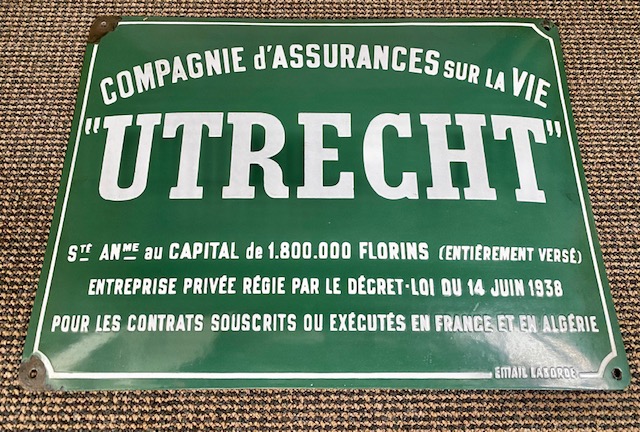 COMPAGNIE d'ASSURANCES SUR LA VIE
"UTRECHT"
STÉ ANME au CAPITAL de 1.800.000 FLORINS (ENTIÉREMENT VERSÉ)
ENTREPRISE PRIVÉE RÉGIE PAR LE DÉCRET-LOI DU 14 JUIN 1938
POUR LES CONTRATS SOUSCRITS OU EXÉCUTÉS EN FRANCE ET EN ALGÉRIE
EMAIL LABORDE